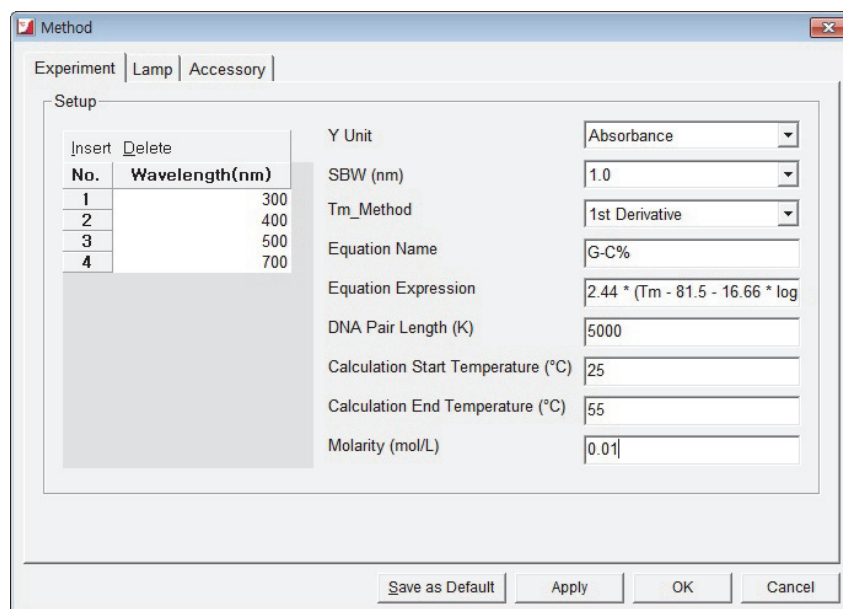 Method
Experiment Lamp Accessory
Setup
Insert Delete
No. Wavelength(nm)
1 300
2 400
3 500
4 700
Y Unit Absorbance
SBW (nm) 1.0
Tm_Method 1st Derivative
Equation Name G-C%
Equation Expression 2.44 * (Tm - 81.5 - 16.66 * log
DNA Pair Length (K) 5000
Calculation Start Temperature (°C) 25
Calculation End Temperature (°C) 55
Molarity (mol/L) 0.01
Save as Default Apply OK Cancel